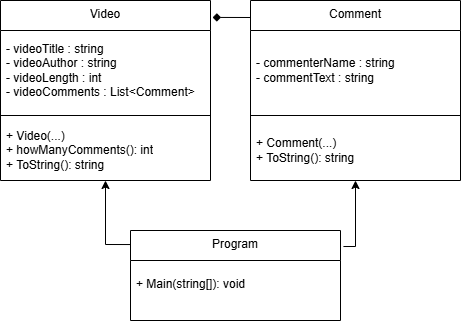 Video
- videoTitle : string
- videoAuthor : string
- videoLength : int
- videoComments : List<Comment>
+ Video(...)
+ howManyComments(): int
+ ToString(): string
Comment
- commenterName : string
- commentText : string
+ Comment(...)
+ ToString(): string
Program
+ Main(string[]): void